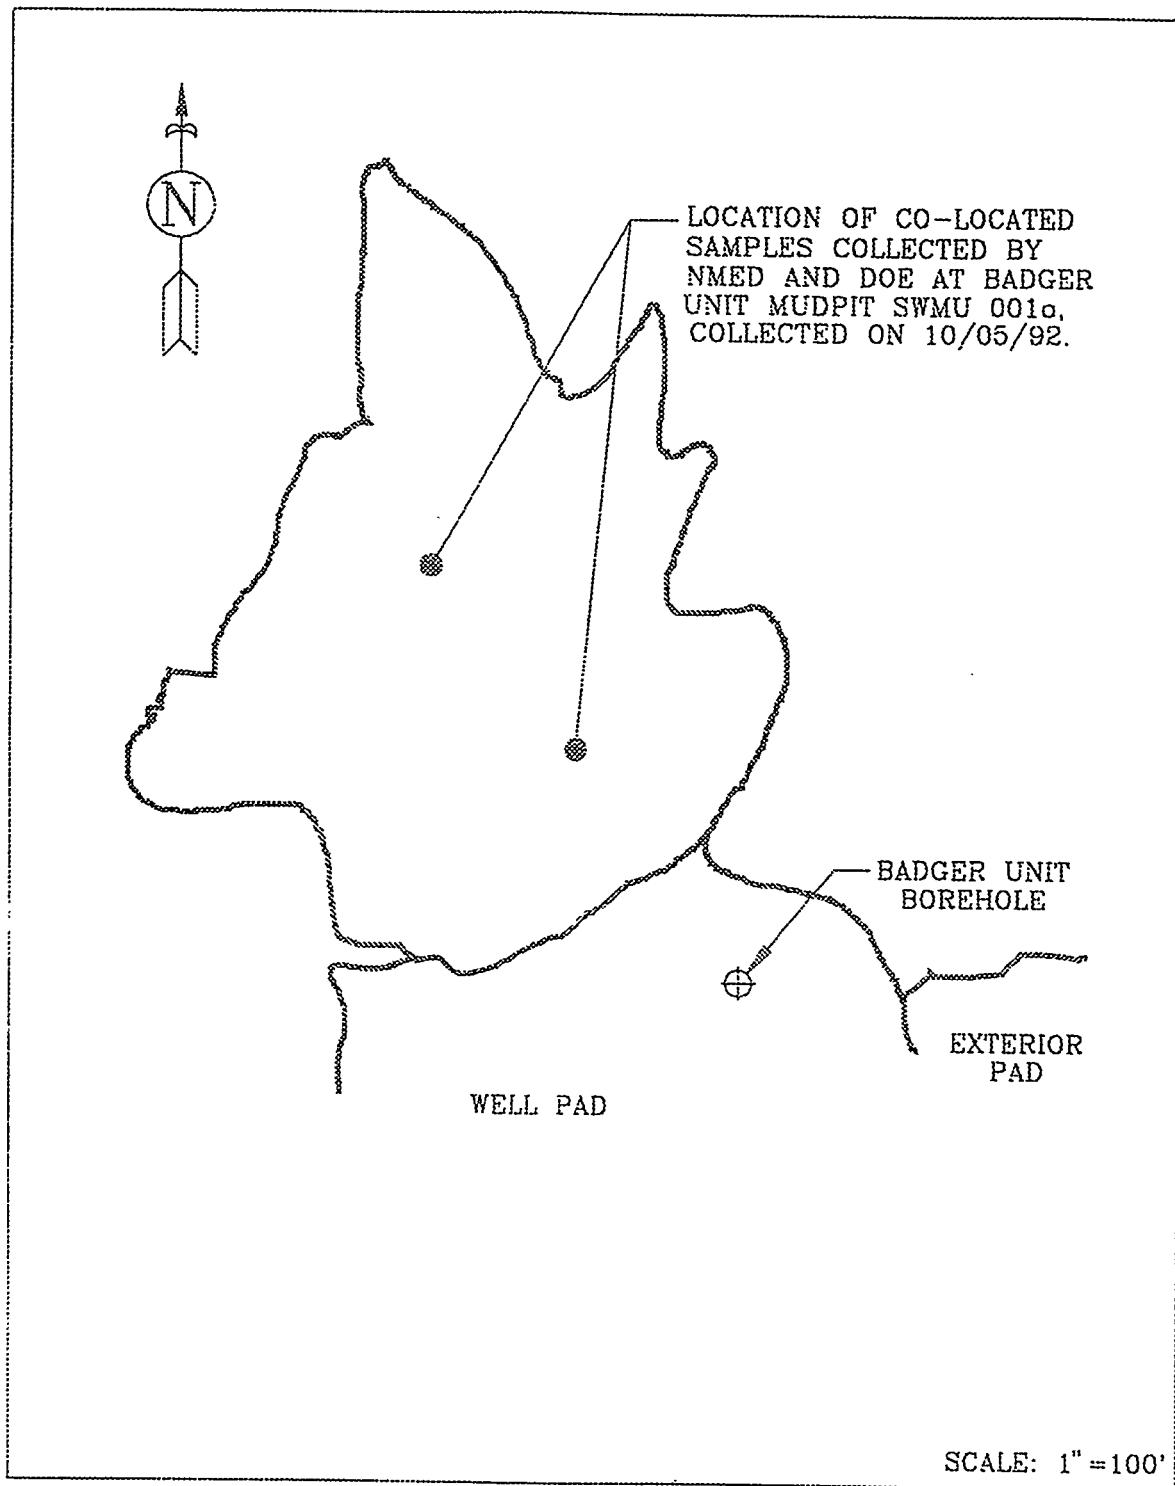 N
LOCATION OF CO-LOCATED
SAMPLES COLLECTED BY
NMED AND DOE AT BADGER
UNIT MUDPIT SWMU 001a,
COLLECTED ON 10/05/92.
BADGER UNIT
BOREHOLE
EXTERIOR
PAD
WELL PAD
SCALE: 1"=100'